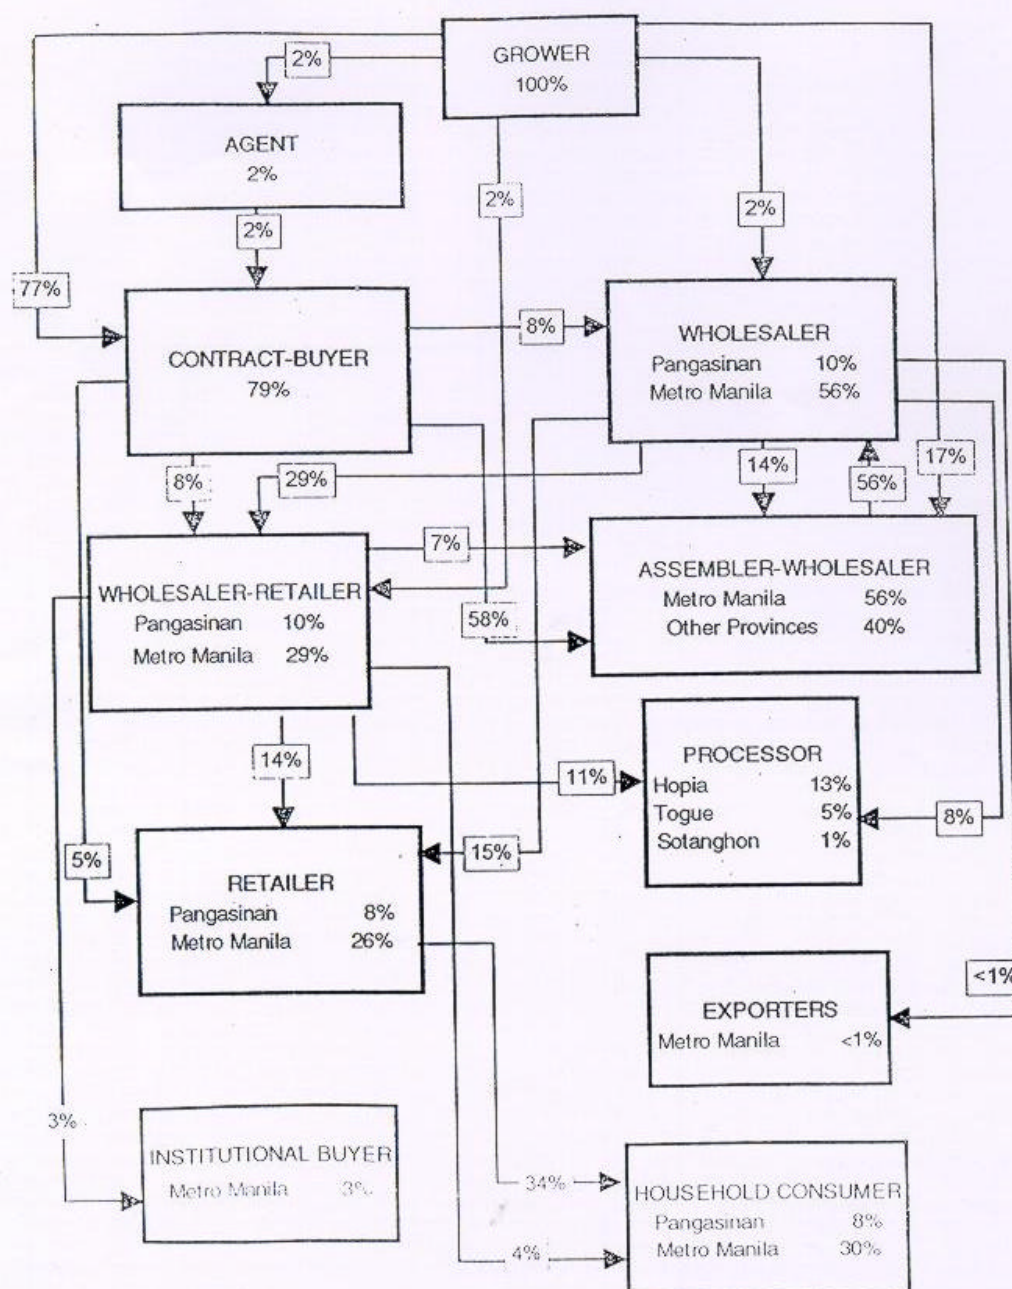 GROWER
100%
2%
AGENT
2%
2%
2%
2%
77%
CONTRACT-BUYER
79%
8%
WHOLESALER
Pangasinan 10%
Metro Manila 56%
8%
29%
14%
56%
17%
7%
WHOLESALER-RETAILER
Pangasinan 10%
Metro Manila 29%
58%
ASSEMBLER-WHOLESALER
Metro Manila 56%
Other Provinces 40%
14%
11%
PROCESSOR
Hopia 13%
Togue 5%
Sotanghon 1%
8%
5%
15%
RETAILER
Pangasinan 8%
Metro Manila 26%
<1%
EXPORTERS
Metro Manila <1%
3%
INSTITUTIONAL BUYER
Metro Manila 3%
34%
4%
HOUSEHOLD CONSUMER
Pangasinan 8%
Metro Manila 30%